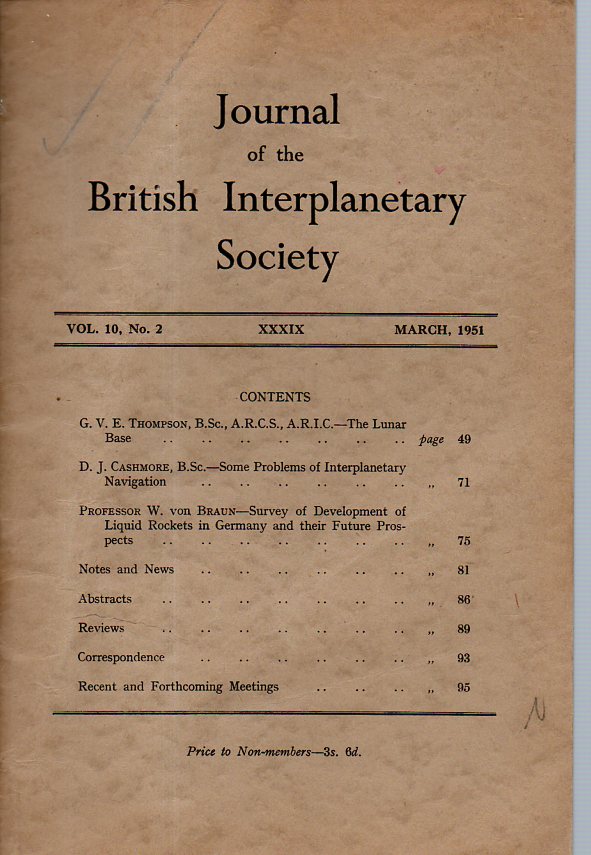 Journal
of the
British Interplanetary
Society
VOL. 10, No. 2 XXXIX MARCH, 1951
CONTENTS
G. V. E. THOMPSON, B.Sc., A.R.C.S., A.R.I.C.—The Lunar
Base .. .. .. .. .. .. .. page 49
D. J. CASHMORE, B.Sc.—Some Problems of Interplanetary
Navigation .. .. .. .. .. .. „ 71
PROFESSOR W. VON BRAUN—Survey of Development of
Liquid Rockets in Germany and their Future Pros-
pects .. .. .. .. .. .. .. „ 75
Notes and News .. .. .. .. .. .. „ 81
Abstracts .. .. .. .. .. .. .. „ 86
Reviews .. .. .. .. .. .. .. „ 89
Correspondence .. .. .. .. .. .. „ 93
Recent and Forthcoming Meetings .. .. .. „ 95
N
Price to Non-members—3s. 6d.